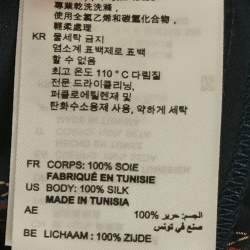 專業乾洗洗滌，
使用全氯乙烯和碳氫化合物，
輕柔處理
KR 물세탁 금지
염소계 표백제로 표백
할 수 없음
최고 온도 110 ° C 다림질
전문 드라이클리닝,
퍼클로에틸렌제 및
탄화수소용제 사용, 약하게 세탁
FR CORPS: 100% SOIE
FABRIQUÉ EN TUNISIE
US BODY: 100% SILK
MADE IN TUNISIA
AE الجسم: حرير 100%
صنع في تونس
BE LICHAAM : 100% ZIJDE